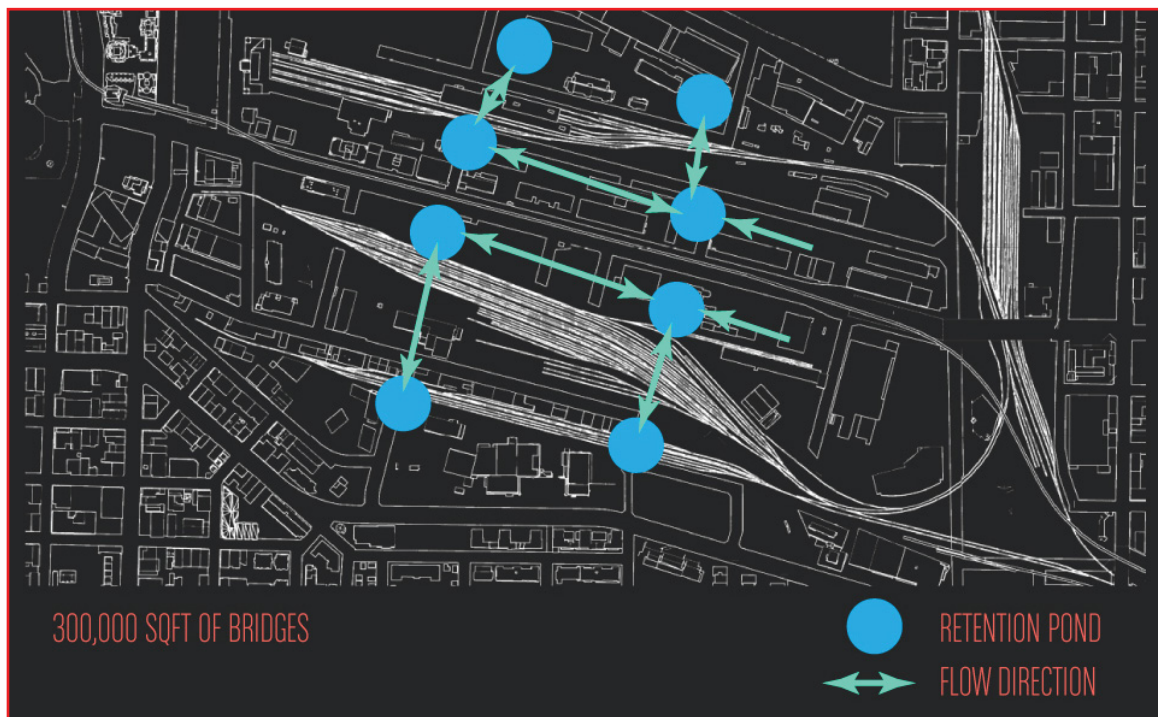 300,000 SQFT OF BRIDGES
RETENTION POND
FLOW DIRECTION